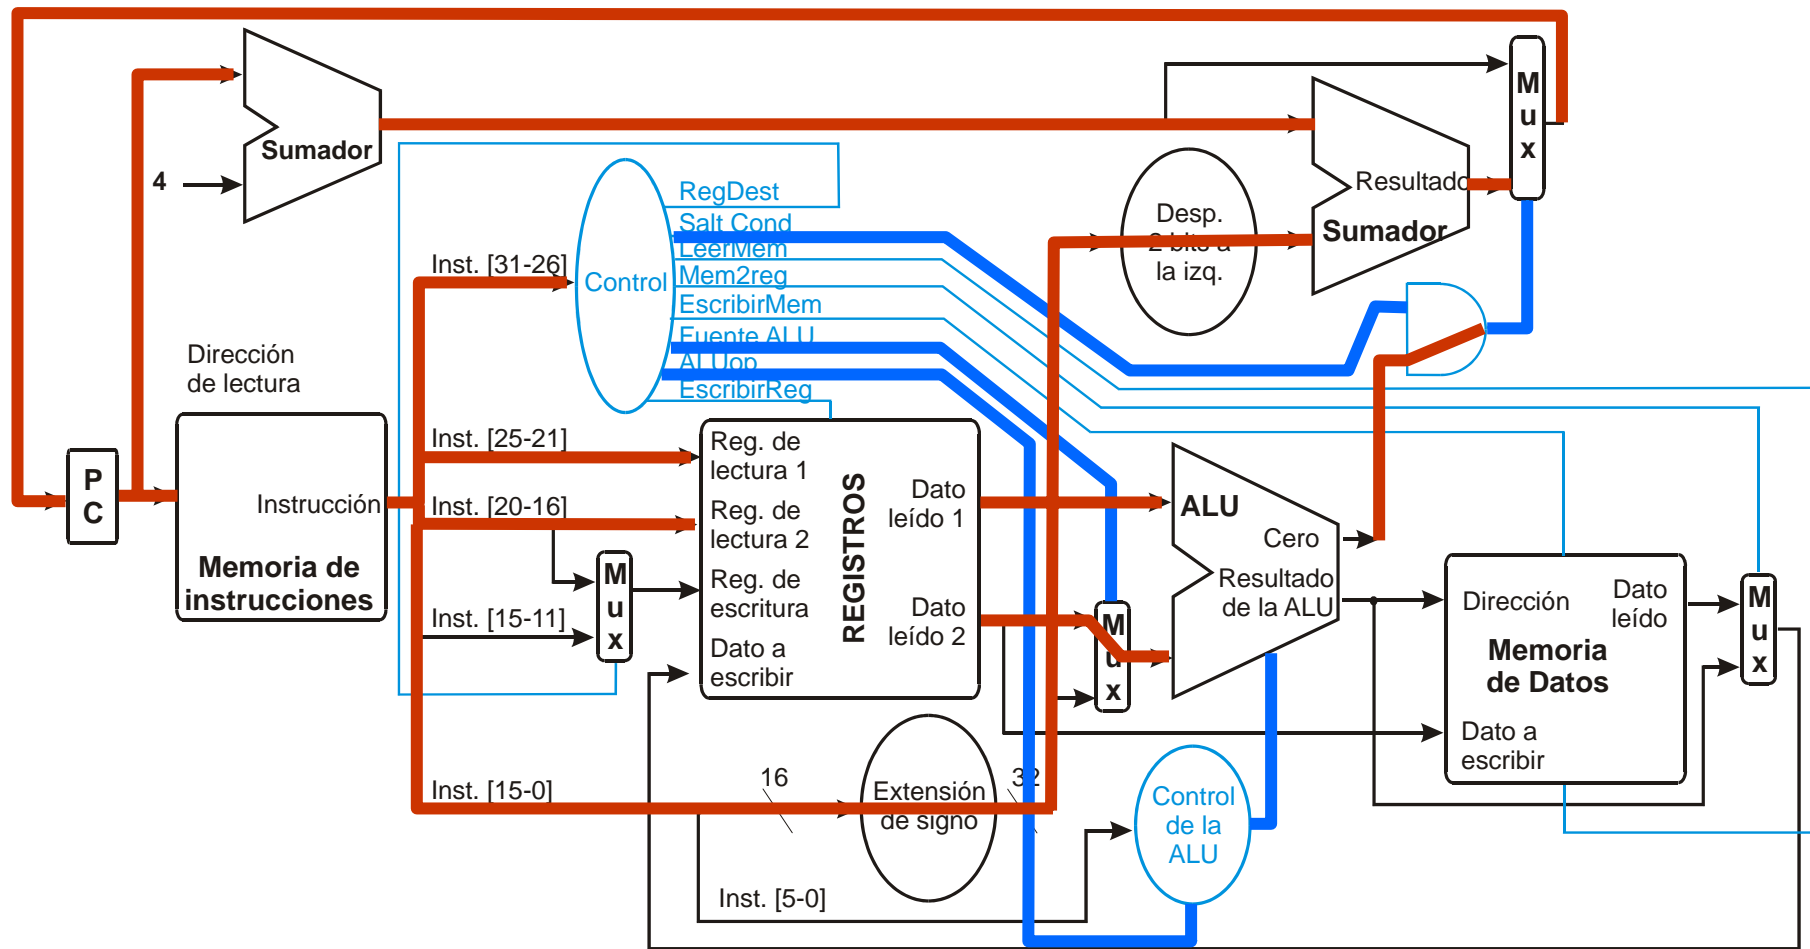 M
u
x
Sumador
4
Resultado
Sumador
Desp.
2 bits a
la izq.
RegDest
Salt Cond
LeerMem
Mem2reg
EscribirMem
Fuente ALU
ALUop
EscribirReg
Control
Inst. [31-26]
Dirección
de lectura
P
C
Instrucción
Memoria de
instrucciones
Inst. [25-21]
Inst. [20-16]
Inst. [15-11]
M
u
x
Reg. de
lectura 1
Reg. de
lectura 2
Reg. de
escritura
Dato a
escribir
REGISTROS
Dato
leído 1
Dato
leído 2
M
u
x
ALU
Cero
Resultado
de la ALU
Dirección
Dato
leído
Memoria
de Datos
Dato a
escribir
M
u
x
Inst. [15-0]
16
Extensión
de signo
32
Control
de la
ALU
Inst. [5-0]